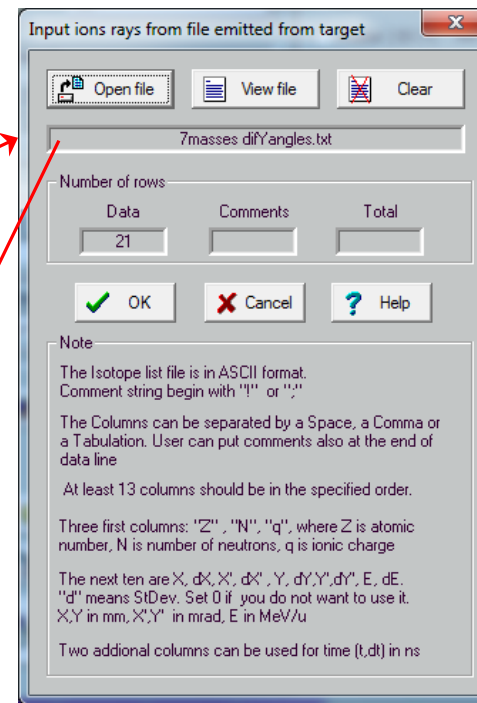 Input ions rays from file emitted from target
Open file View file Clear
7masses difYangles.txt
Number of rows
Data Comments Total
21
OK Cancel Help
Note
The Isotope list file is in ASCII format.
Comment string begin with "!" or ";"
The Columns can be separated by a Space, a Comma or
a Tabulation. User can put comments also at the end of
data line
At least 13 columns should be in the specified order.
Three first columns: "Z" , "N", "q", where Z is atomic
number, N is number of neutrons, q is ionic charge
The next ten are X, dX, X', dX' , Y, dY,Y',dY', E, dE.
"d" means StDev. Set 0 if you do not want to use it.
X,Y in mm, X',Y' in mrad, E in MeV/u
Two addional columns can be used for time (t,dt) in ns